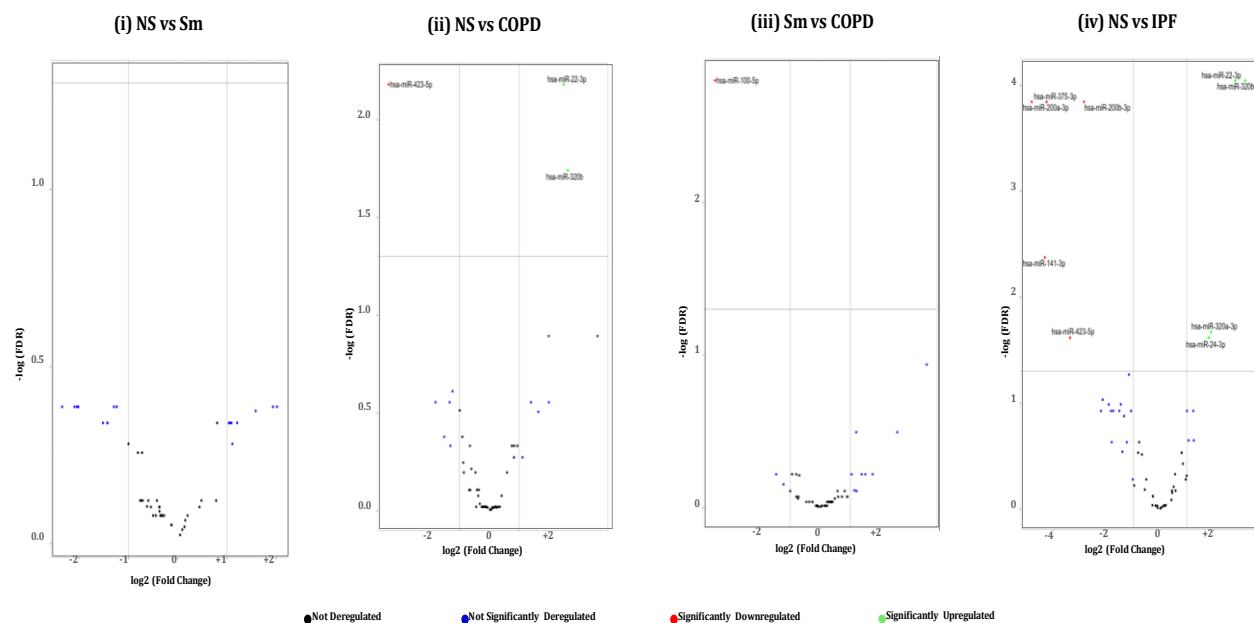 (i) NS vs Sm
(ii) NS vs COPD
(iii) Sm vs COPD
(iv) NS vs IPF
-log (FDR)
1.0
0.5
0.0
-2
-1
0
+1
+2
log2 (Fold Change)
-log (FDR)
hsa-miR-423-5p
hsa-miR-22-3p
hsa-miR-320b
2.0
1.5
1.0
0.5
0.0
-2
0
+2
log2 (Fold Change)
-log (FDR)
hsa-miR-100-5p
2
1
0
-2
0
+2
log2 (Fold Change)
-log (FDR)
hsa-miR-22-3p
hsa-miR-320b
hsa-miR-375-3p
hsa-miR-200a-3p
hsa-miR-200b-3p
hsa-miR-141-3p
hsa-miR-423-5p
hsa-miR-320a-3p
hsa-miR-24-3p
4
3
2
1
0
-4
-2
0
+2
log2 (Fold Change)
Not Deregulated
Not Significantly Deregulated
Significantly Downregulated
Significantly Upregulated